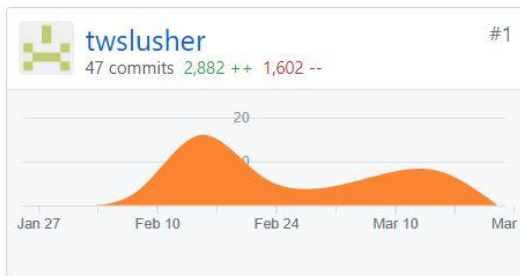 twslusher
#1
47 commits 2,882 ++ 1,602 --
20
Jan 27 Feb 10 Feb 24 Mar 10 Mar